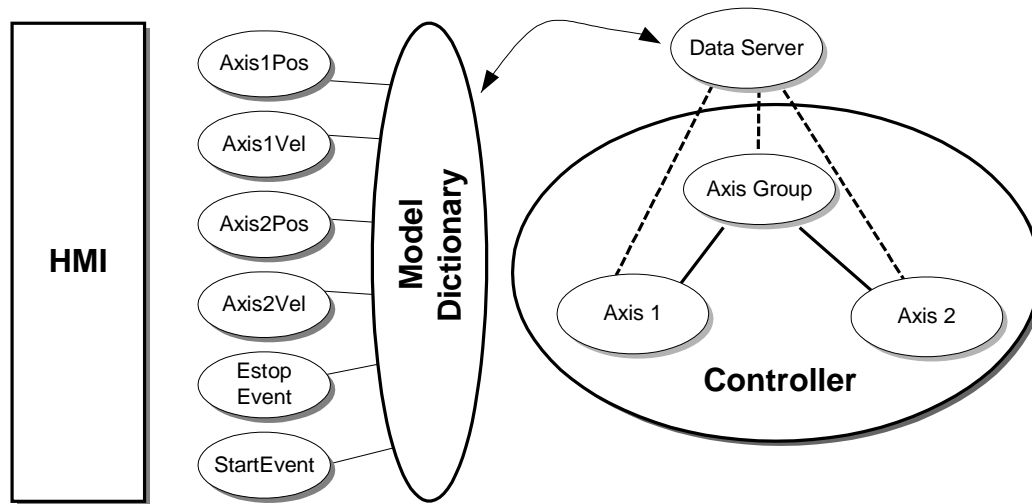 HMI
Axis1Pos
Axis1Vel
Axis2Pos
Axis2Vel
Estop
Event
StartEvent
Model
Dictionary
Data Server
Axis Group
Axis 1
Axis 2
Controller